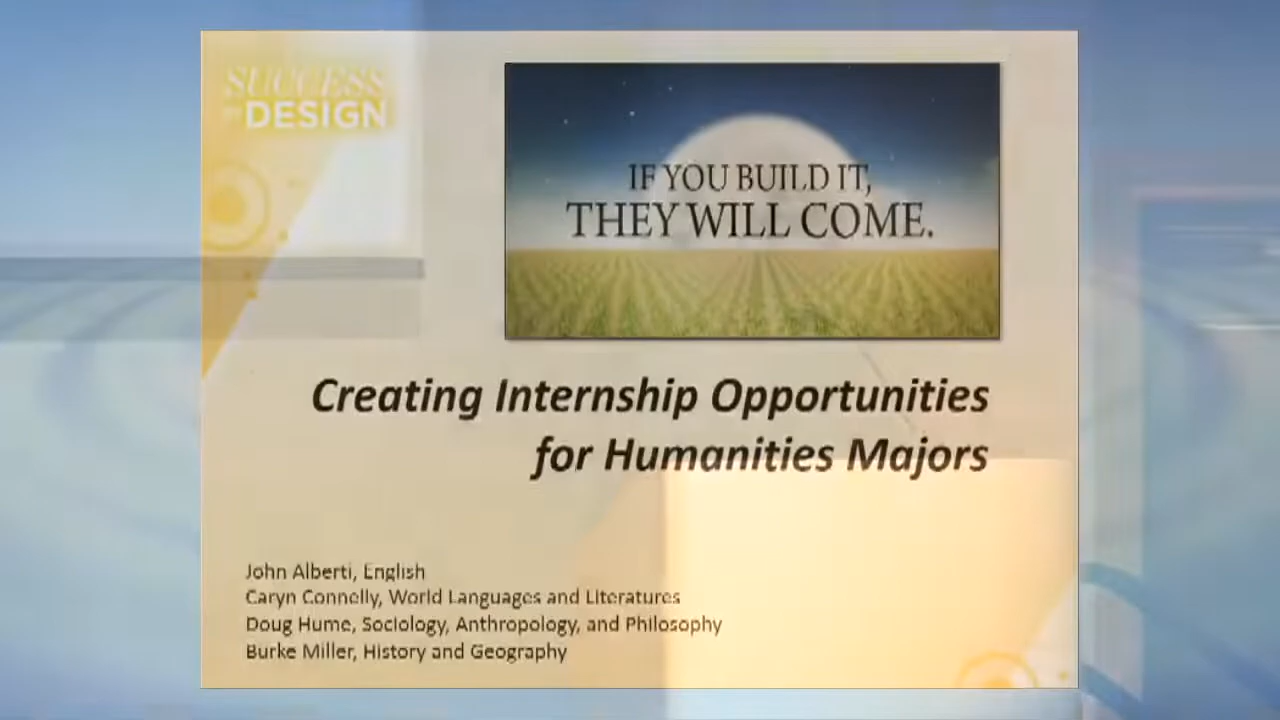 SUCCESS
BY DESIGN
IF YOU BUILD IT,
THEY WILL COME.
Creating Internship Opportunities
for Humanities Majors
John Alberti, English
Caryn Connelly, World Languages and Literatures
Doug Hume, Sociology, Anthropology, and Philosophy
Burke Miller, History and Geography